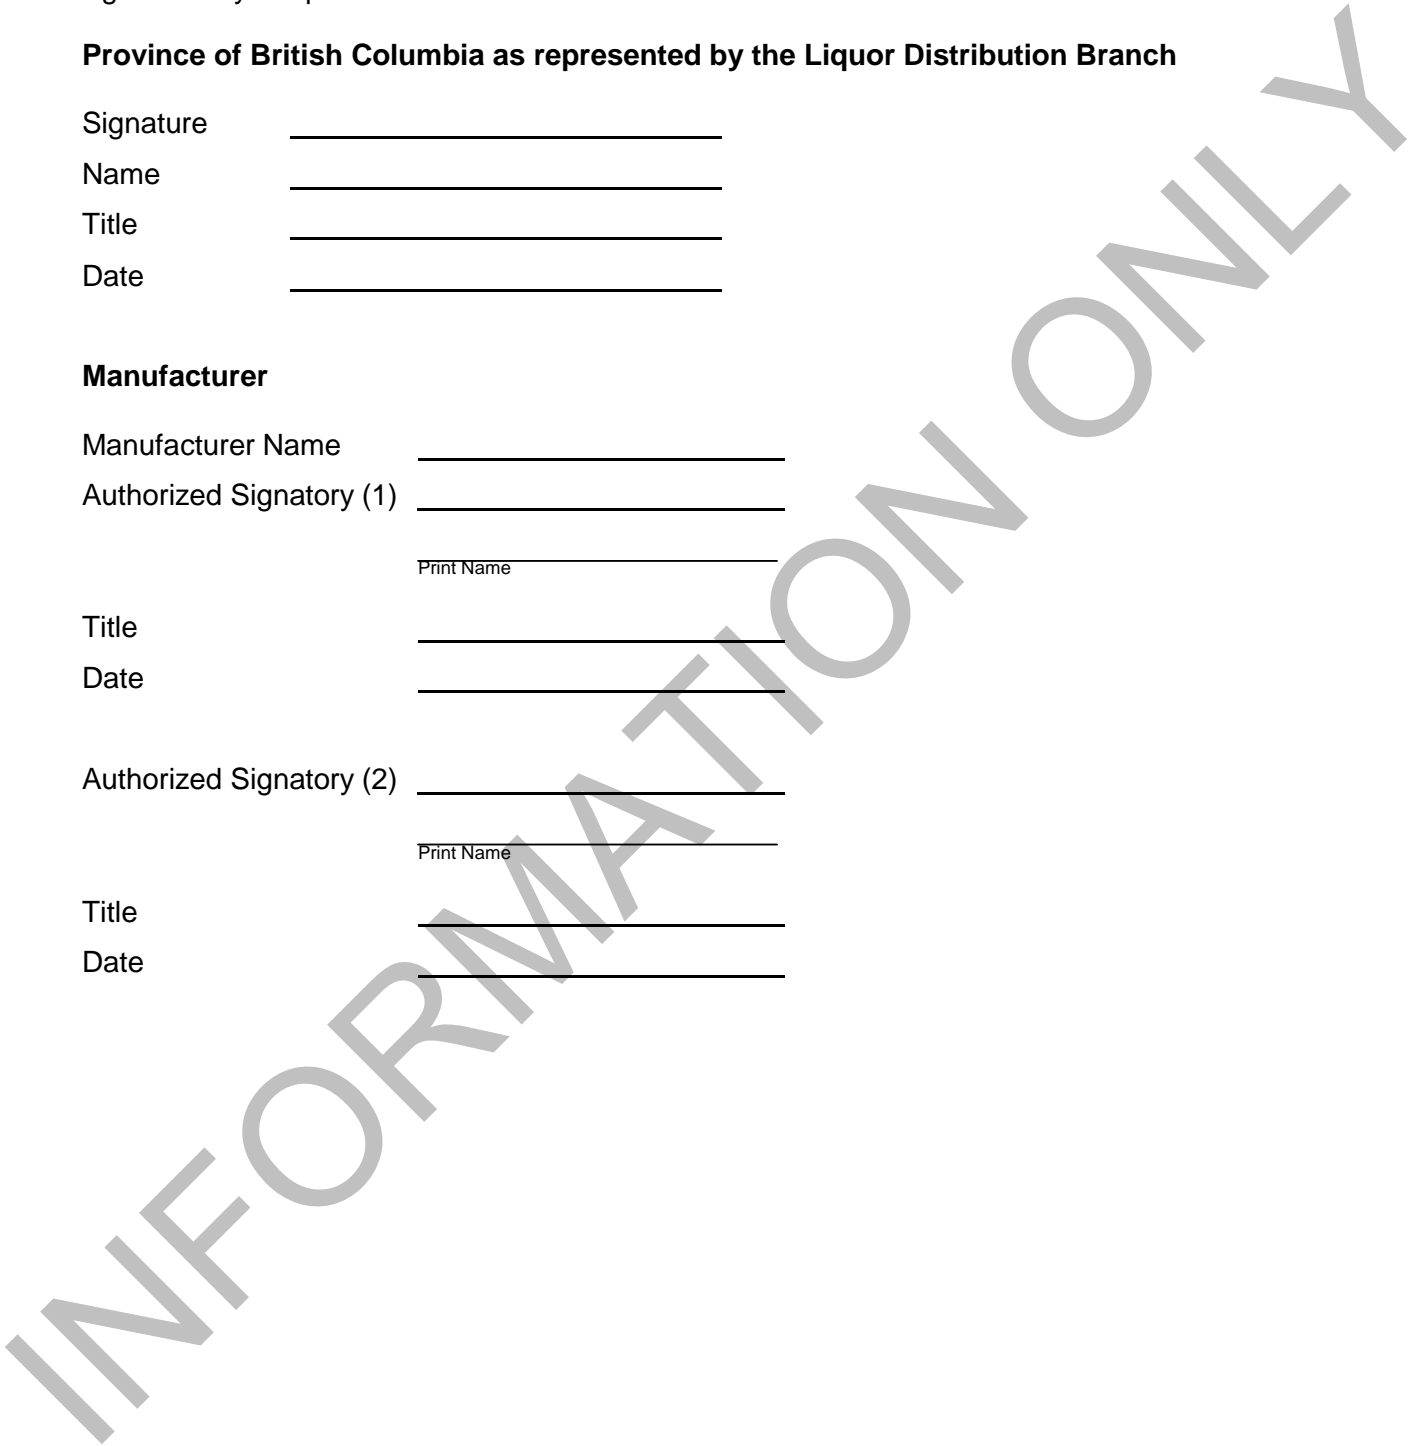 Province of British Columbia as represented by the Liquor Distribution Branch
Signature
Name
Title
Date
Manufacturer
Manufacturer Name
Authorized Signatory (1)
Print Name
Title
Date
Authorized Signatory (2)
Print Name
Title
Date
INFORMATION ONLY